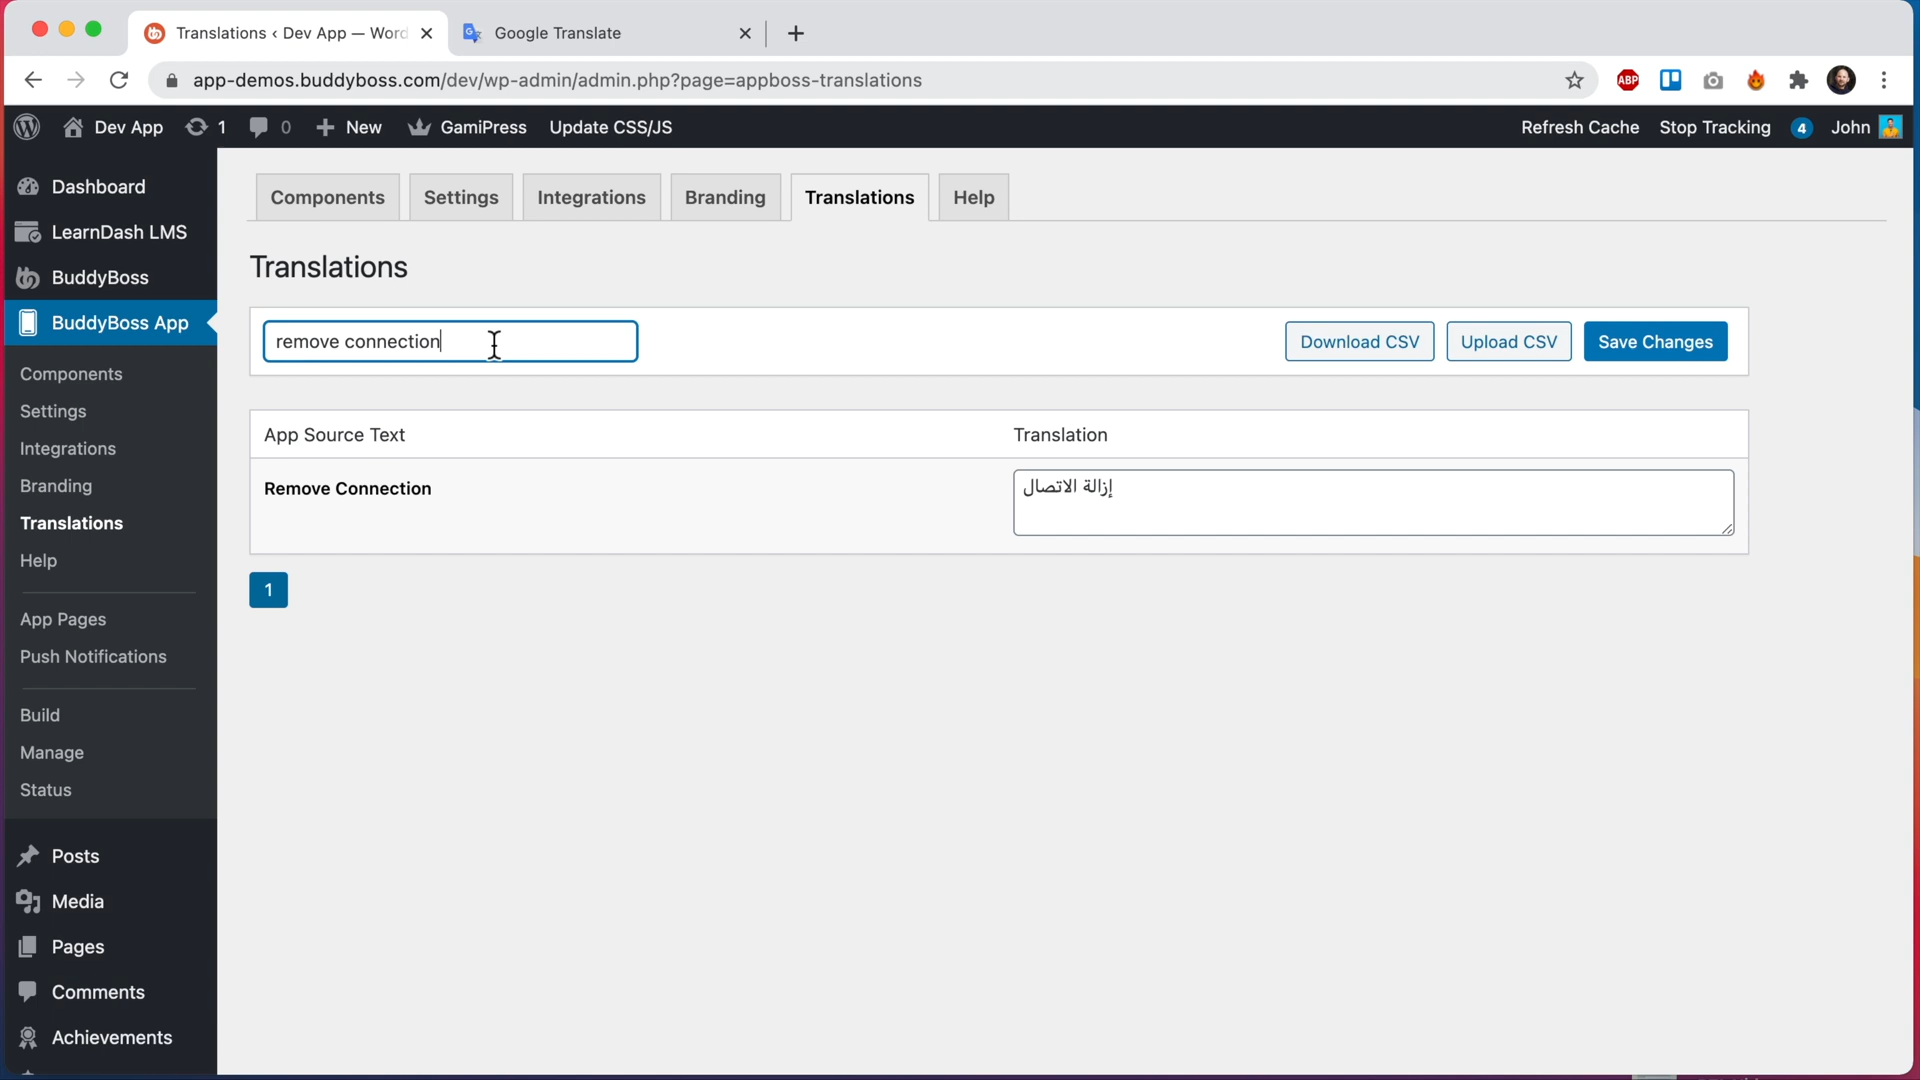 Translations ‹ Dev App — Word
Google Translate
app-demos.buddyboss.com/dev/wp-admin/admin.php?page=appboss-translations
ABP
Dev App
1
0
New
GamiPress
Update CSS/JS
Refresh Cache
Stop Tracking
4
John
Dashboard
LearnDash LMS
BuddyBoss
BuddyBoss App
Components
Settings
Integrations
Branding
Translations
Help
App Pages
Push Notifications
Build
Manage
Status
Posts
Media
Pages
Comments
Achievements
Components
Settings
Integrations
Branding
Translations
Help
Translations
remove connection
Download CSV
Upload CSV
Save Changes
App Source Text
Translation
Remove Connection
إزالة الاتصال
1